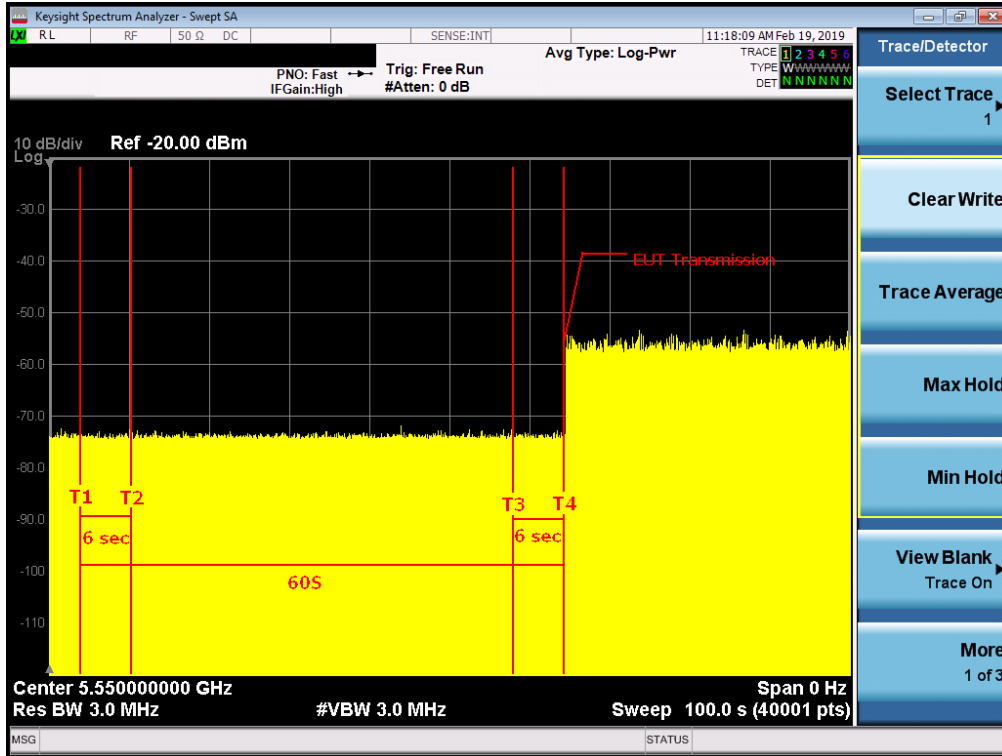 Keysight Spectrum Analyzer - Swept SA
LXI RL RF 50 Ω DC SENSE:INT 11:18:09 AM Feb 19, 2019
Avg Type: Log-Pwr TRACE 1 2 3 4 5 6
PNO: Fast Trig: Free Run TYPE WWWWWW
IFGain:High #Atten: 0 dB DET N N N N N N
10 dB/div Ref -20.00 dBm
Log
-30.0
-40.0
EUT Transmission
-50.0
-60.0
-70.0
-80.0
T1 T2 T3 T4
-90.0
6 sec 6 sec
-100
60S
-110
Center 5.550000000 GHz Span 0 Hz
Res BW 3.0 MHz #VBW 3.0 MHz Sweep 100.0 s (40001 pts)
MSG STATUS
Trace/Detector
Select Trace
1
Clear Write
Trace Average
Max Hold
Min Hold
View Blank
Trace On
More
1 of 3